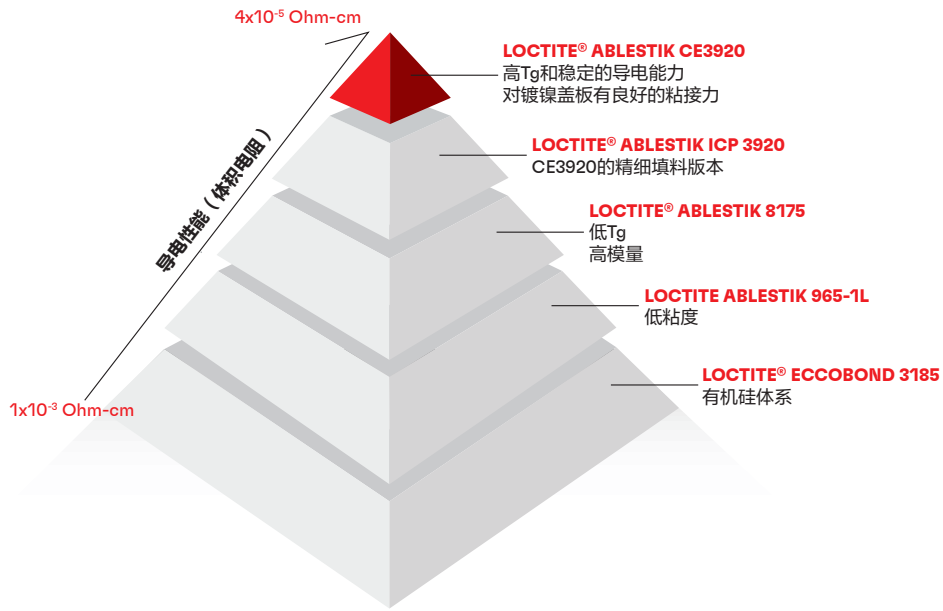 4x10⁻⁵ Ohm-cm
LOCTITE® ABLESTIK CE3920
高Tg和稳定的导电能力
对镀镍盖板有良好的粘接力
导电性能（体积电阻）
LOCTITE® ABLESTIK ICP 3920
CE3920的精细填料版本
LOCTITE® ABLESTIK 8175
低Tg
高模量
LOCTITE ABLESTIK 965-1L
低粘度
LOCTITE® ECCOBOND 3185
有机硅体系
1x10⁻³ Ohm-cm